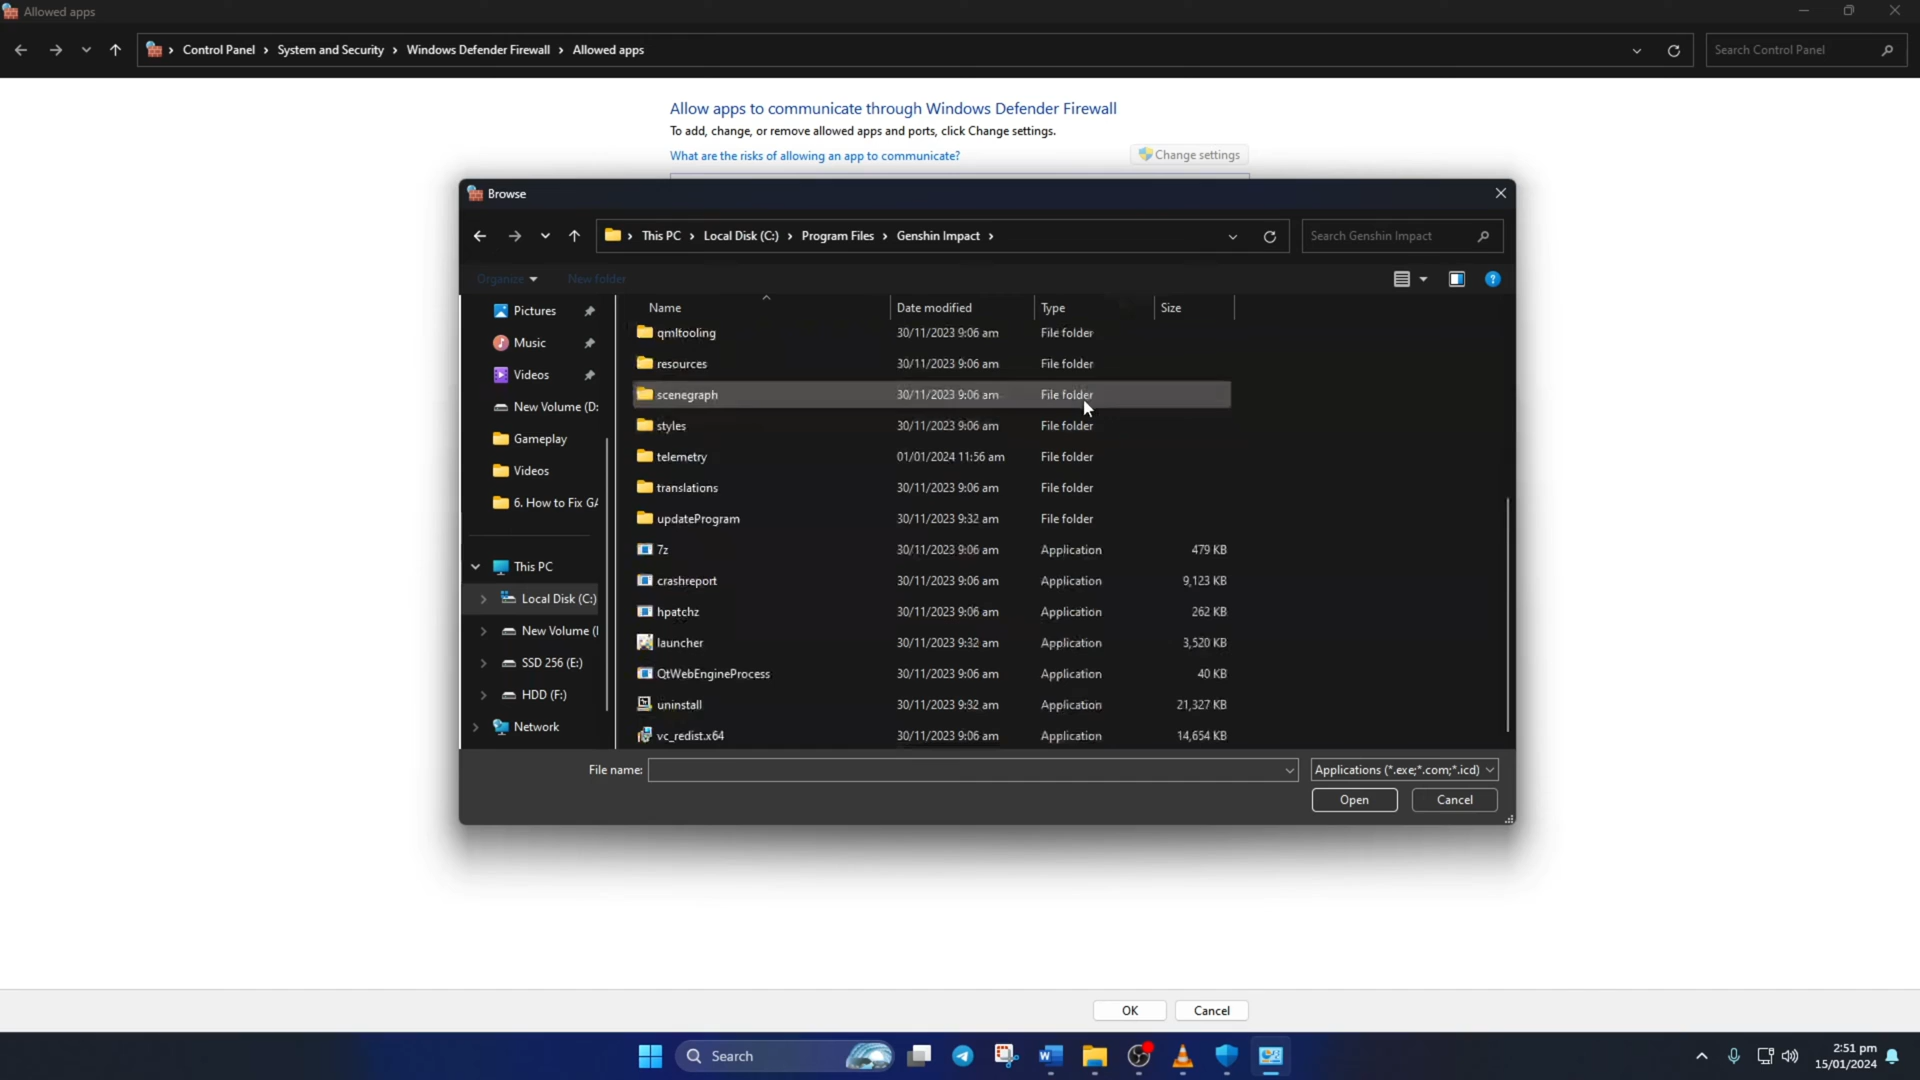 Allowed apps
Control Panel > System and Security > Windows Defender Firewall > Allowed apps
Search Control Panel
Allow apps to communicate through Windows Defender Firewall
To add, change, or remove allowed apps and ports, click Change settings.
What are the risks of allowing an app to communicate?
Change settings
Browse
This PC > Local Disk (C:) > Program Files > Genshin Impact >
Search Genshin Impact
Organize
New folder
Name Date modified Type Size
Pictures
Music
Videos
New Volume (D:
Gameplay
Videos
6. How to Fix GA
This PC
Local Disk (C:)
New Volume (I
SSD 256 (E:)
HDD (F:)
Network
qmltooling 30/11/2023 9:06 am File folder
resources 30/11/2023 9:06 am File folder
scenegraph 30/11/2023 9:06 am File folder
styles 30/11/2023 9:06 am File folder
telemetry 01/01/2024 11:56 am File folder
translations 30/11/2023 9:06 am File folder
updateProgram 30/11/2023 9:32 am File folder
7z 30/11/2023 9:06 am Application 479 KB
crashreport 30/11/2023 9:06 am Application 9,123 KB
hpatchz 30/11/2023 9:06 am Application 262 KB
launcher 30/11/2023 9:32 am Application 3,520 KB
QtWebEngineProcess 30/11/2023 9:06 am Application 40 KB
uninstall 30/11/2023 9:32 am Application 21,327 KB
vc_redist.x64 30/11/2023 9:06 am Application 14,654 KB
File name:
Applications (*.exe;*.com;*.icd)
Open
Cancel
OK
Cancel
Search
2:51 pm
15/01/2024